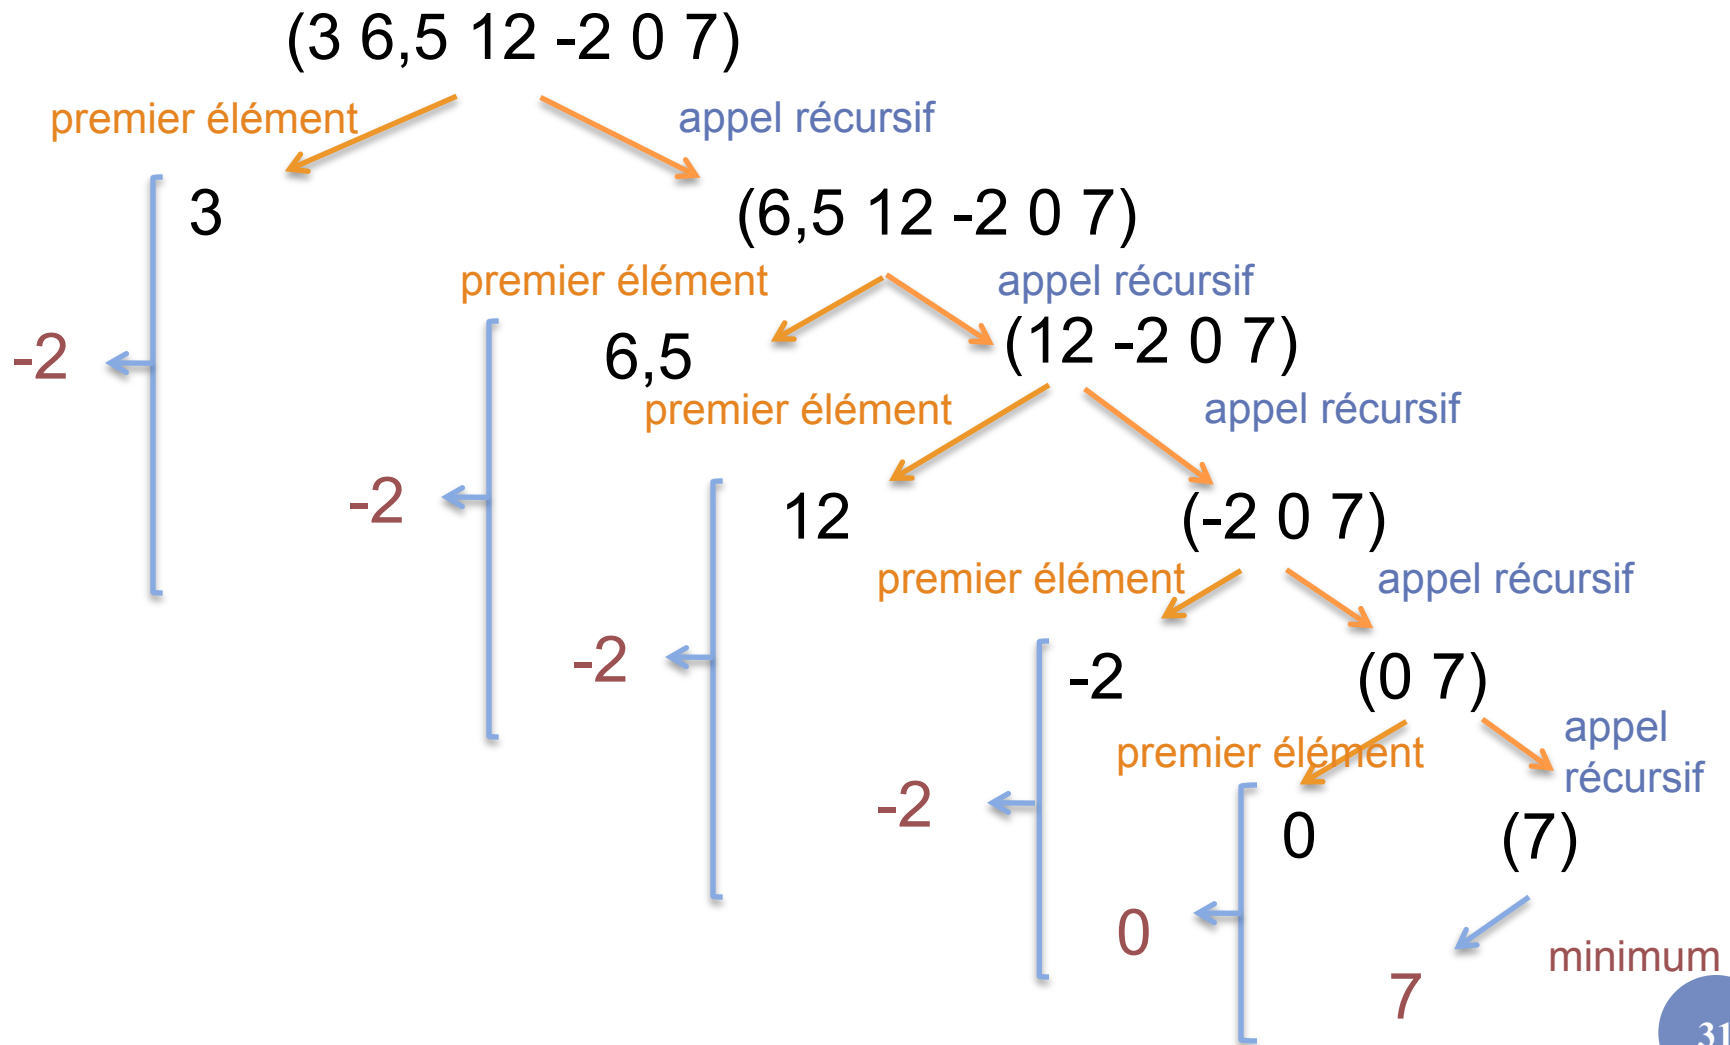 (3 6,5 12 -2 0 7)
premier élément
appel récursif
3
(6,5 12 -2 0 7)
premier élément
appel récursif
-2
6,5
(12 -2 0 7)
premier élément
appel récursif
-2
12
(-2 0 7)
premier élément
appel récursif
-2
-2
(0 7)
premier élément
appel
récursif
-2
0
(7)
0
7
minimum
31